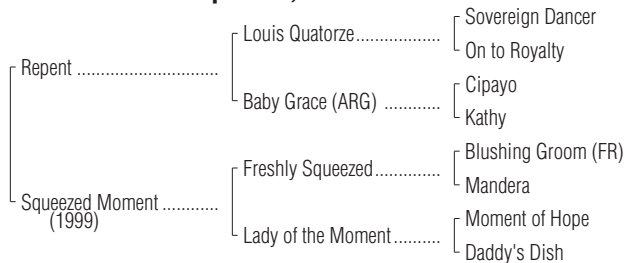 Sovereign Dancer
Louis Quatorze..................
On to Royalty
Repent ..............................
Cipayo
Baby Grace (ARG) ............
Kathy
Blushing Groom (FR)
Freshly Squeezed..............
Mandera
Squeezed Moment ............
(1999)
Moment of Hope
Lady of the Moment..........
Daddy's Dish